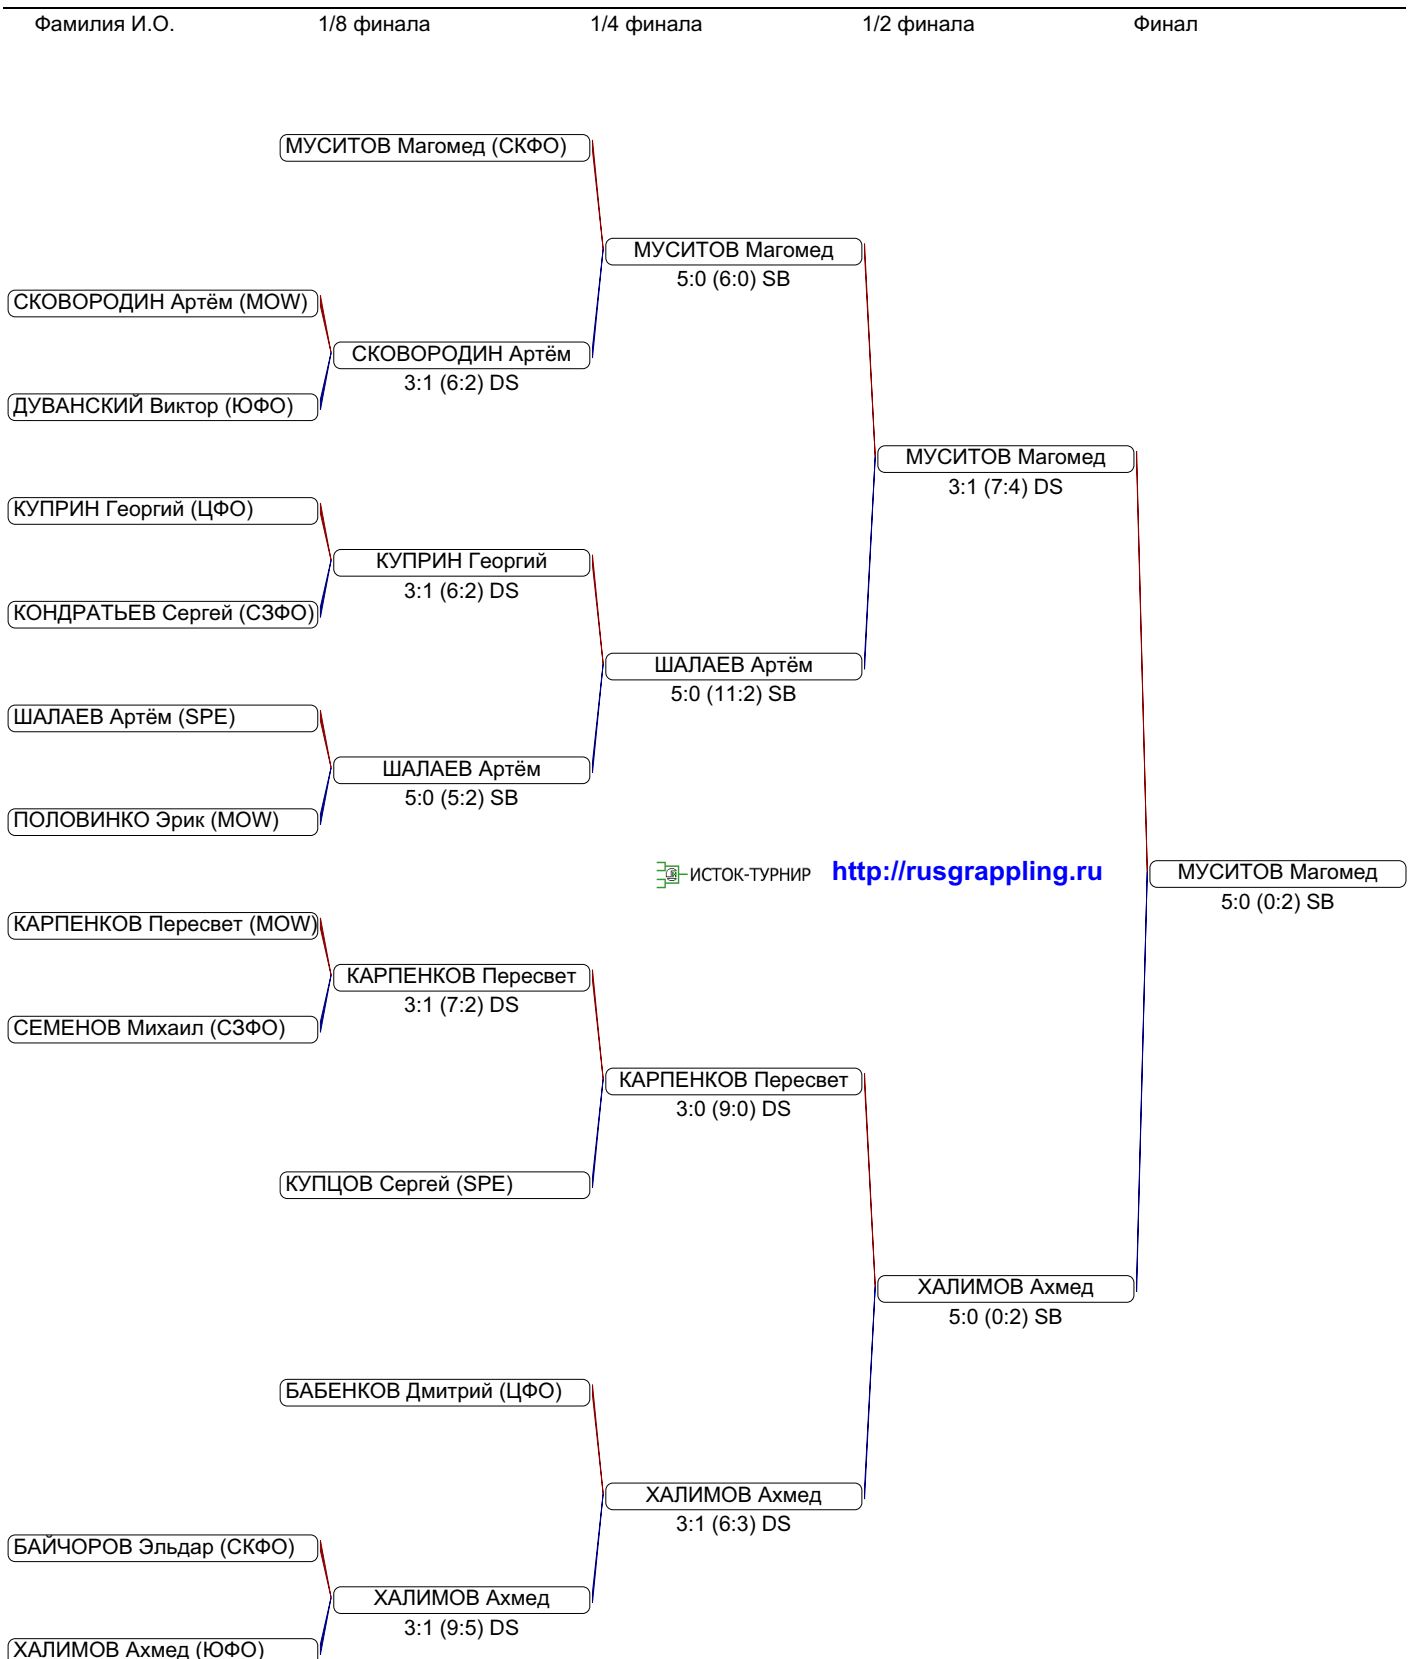 Фамилия И.О. 1/8 финала 1/4 финала 1/2 финала Финал
МУСИТОВ Магомед (СКФО)
МУСИТОВ Магомед
5:0 (6:0) SB
СКОВОРОДИН Артём (MOW)
СКОВОРОДИН Артём
3:1 (6:2) DS
ДУВАНСКИЙ Виктор (ЮФО)
МУСИТОВ Магомед
3:1 (7:4) DS
КУПРИН Георгий (ЦФО)
КУПРИН Георгий
3:1 (6:2) DS
КОНДРАТЬЕВ Сергей (СЗФО)
ШАЛАЕВ Артём
5:0 (11:2) SB
ШАЛАЕВ Артём (SPE)
ШАЛАЕВ Артём
5:0 (5:2) SB
ПОЛОВИНКО Эрик (MOW)
ИСТОК-ТУРНИР http://rusgrappling.ru
МУСИТОВ Магомед
5:0 (0:2) SB
КАРПЕНКОВ Пересвет (MOW)
КАРПЕНКОВ Пересвет
3:1 (7:2) DS
СЕМЕНОВ Михаил (СЗФО)
КАРПЕНКОВ Пересвет
3:0 (9:0) DS
КУПЦОВ Сергей (SPE)
ХАЛИМОВ Ахмед
5:0 (0:2) SB
БАБЕНКОВ Дмитрий (ЦФО)
ХАЛИМОВ Ахмед
3:1 (6:3) DS
БАЙЧОРОВ Эльдар (СКФО)
ХАЛИМОВ Ахмед
3:1 (9:5) DS
ХАЛИМОВ Ахмед (ЮФО)